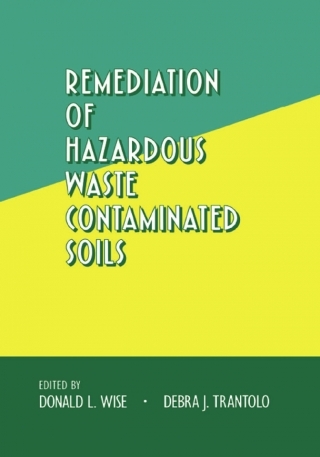 REMEDIATION
OF
HAZARDOUS
WASTE
CONTAMINATED
SOILS
EDITED BY
DONALD L. WISE • DEBRA J. TRANTOLO